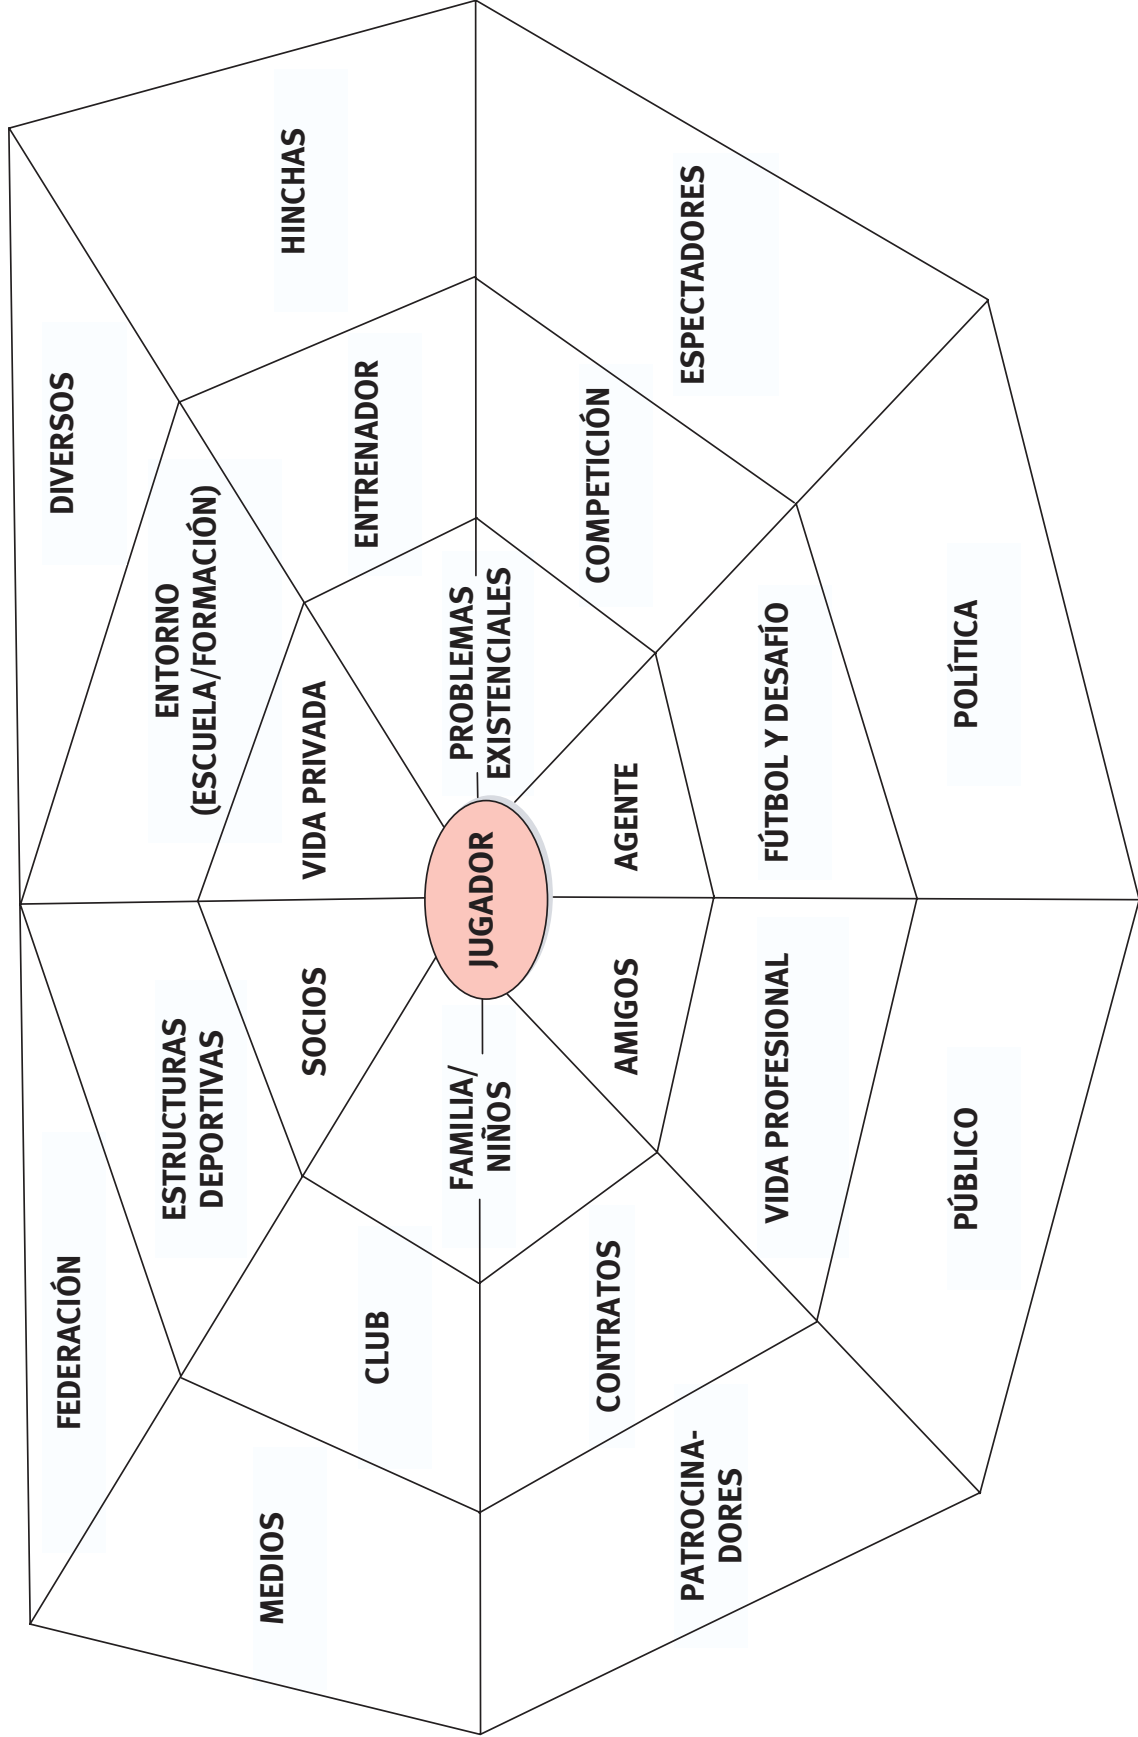 FEDERACIÓN
DIVERSOS
ESTRUCTURAS
DEPORTIVAS
ENTORNO
(ESCUELA/FORMACIÓN)
MEDIOS
SOCIOS
VIDA PRIVADA
HINCHAS
CLUB
ENTRENADOR
FAMILIA/
NIÑOS
JUGADOR
PROBLEMAS
EXISTENCIALES
CONTRATOS
AMIGOS
AGENTE
COMPETICIÓN
PATROCINA-
DORES
ESPECTADORES
VIDA PROFESIONAL
FÚTBOL Y DESAFÍO
PÚBLICO
POLÍTICA